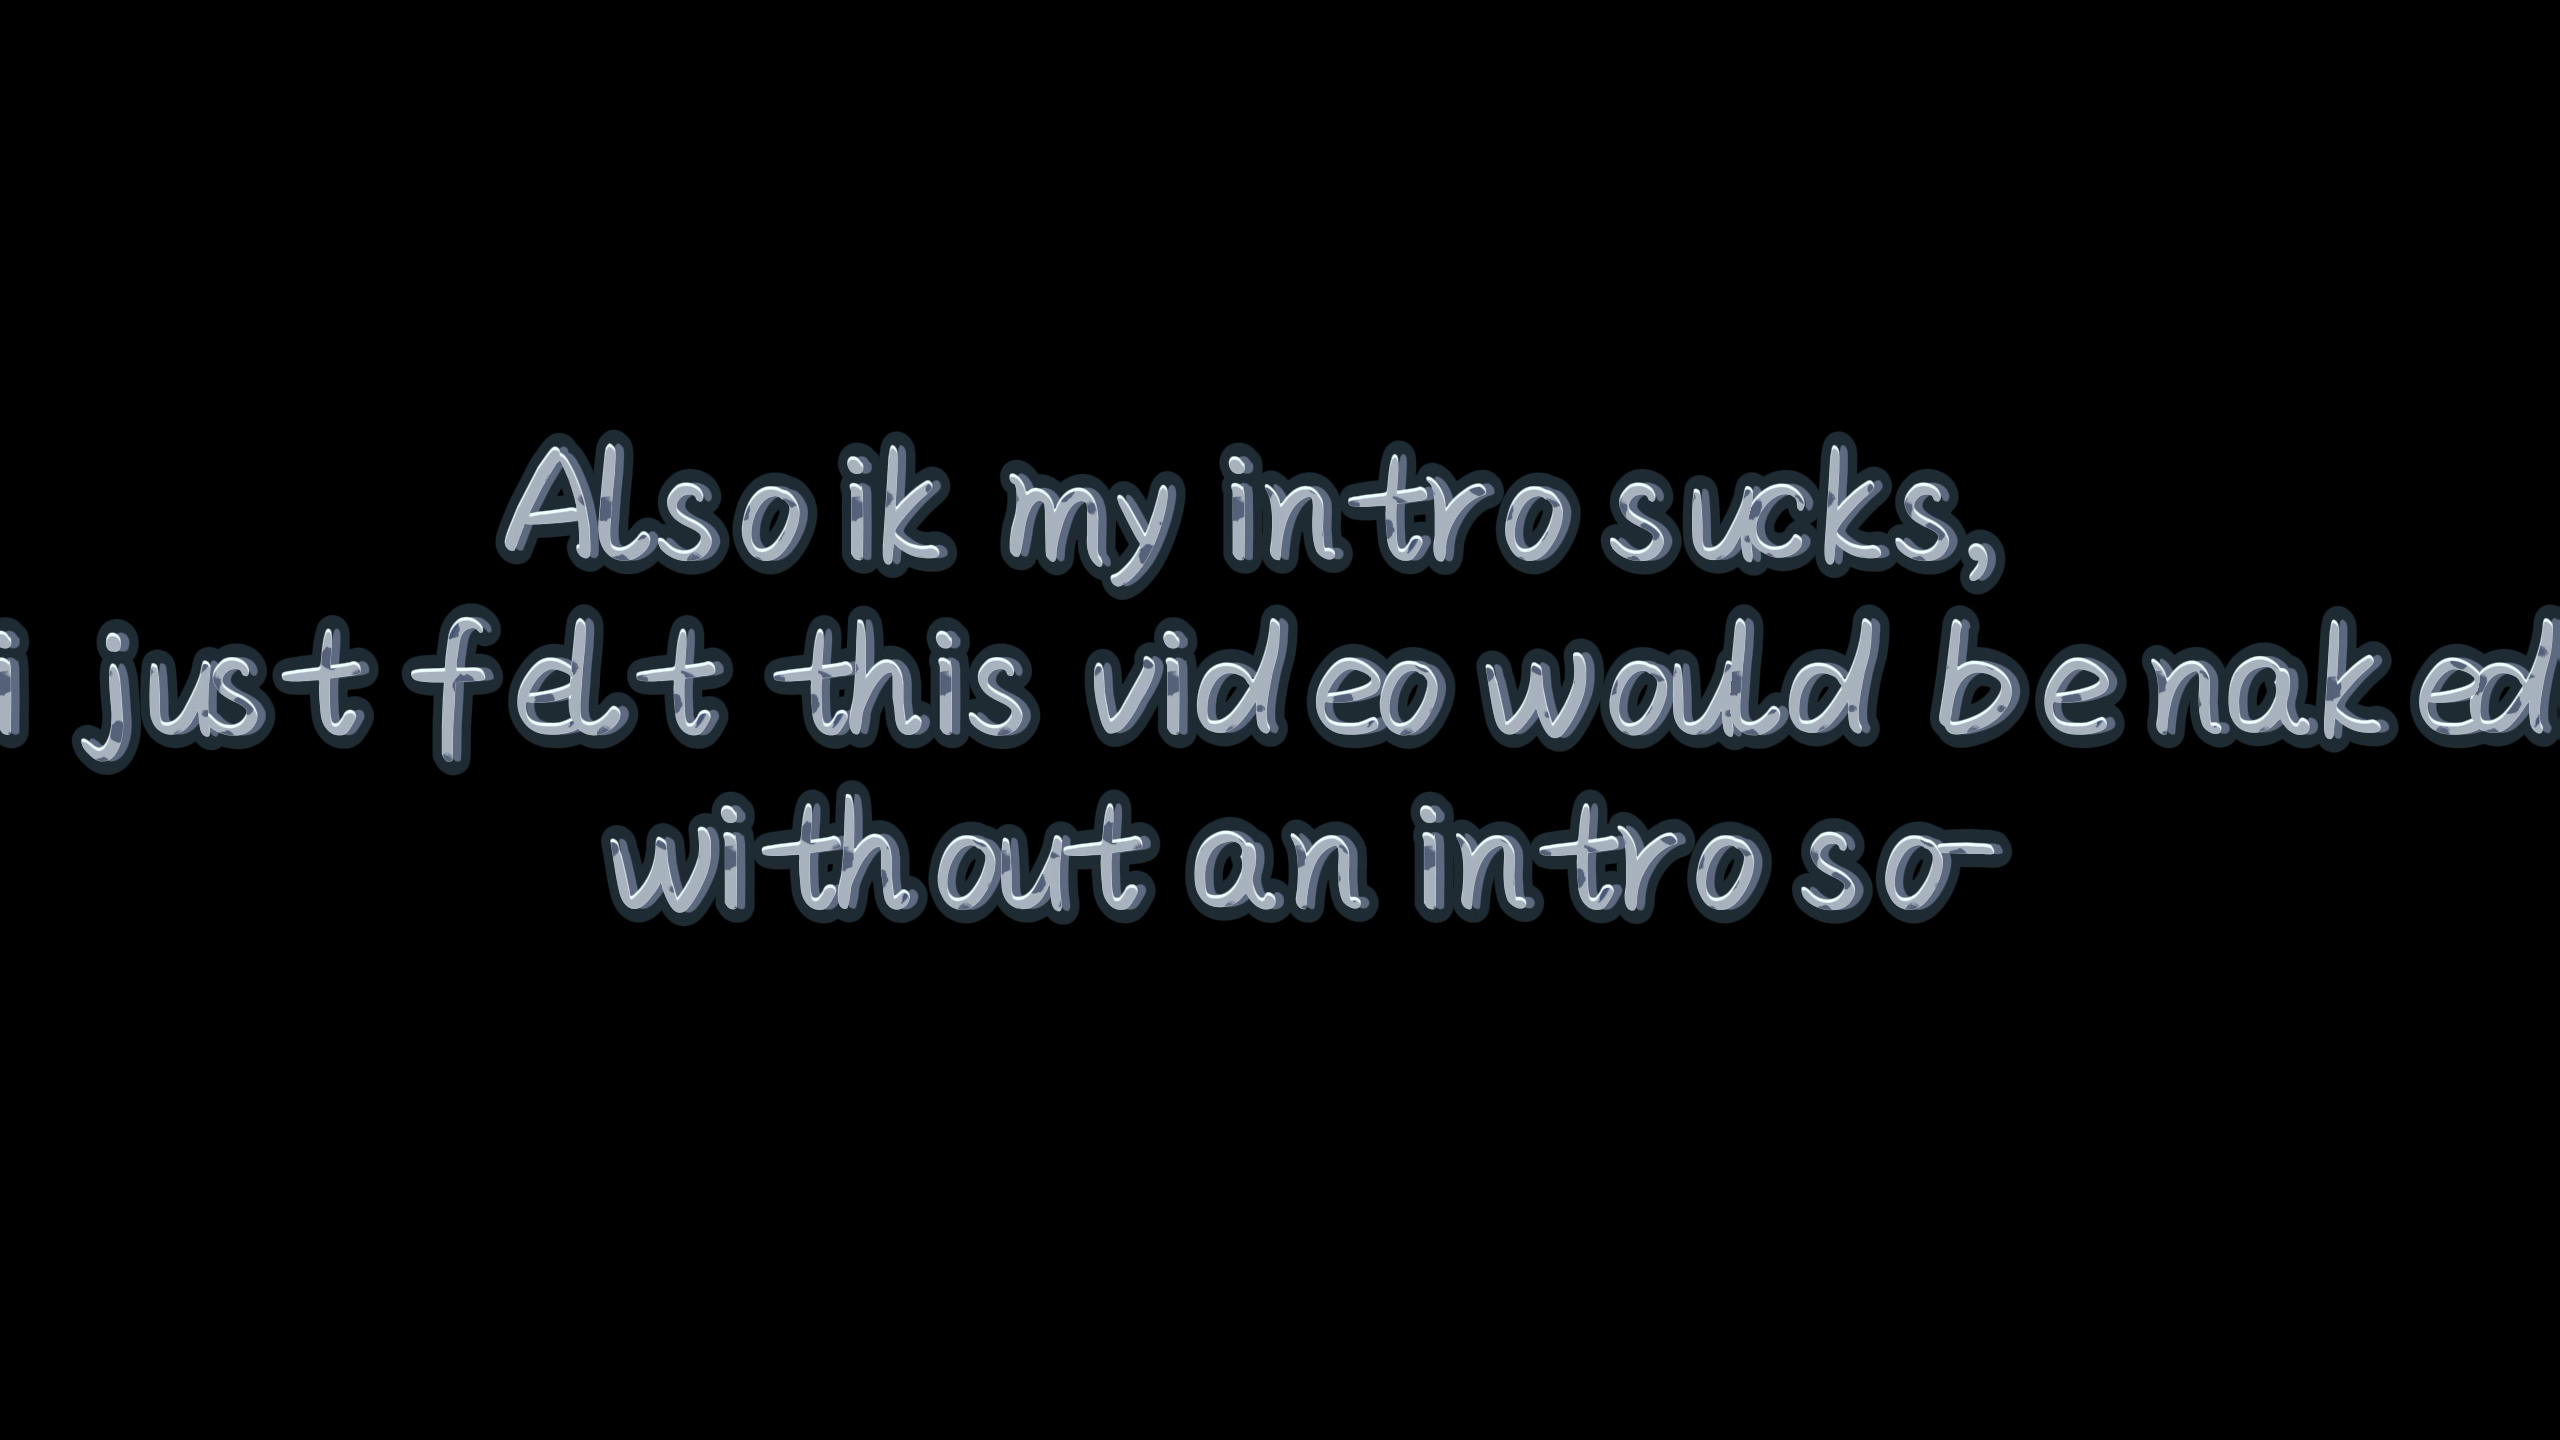 Also ik my intro sucks,
i just felt this video would be naked
without an intro so-